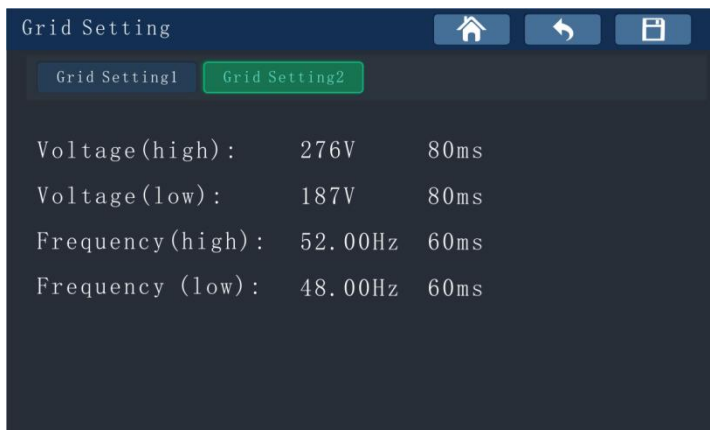 Grid Setting
Grid Setting1 Grid Setting2
Voltage(high): 276V 80ms
Voltage(low): 187V 80ms
Frequency(high): 52.00Hz 60ms
Frequency (low): 48.00Hz 60ms